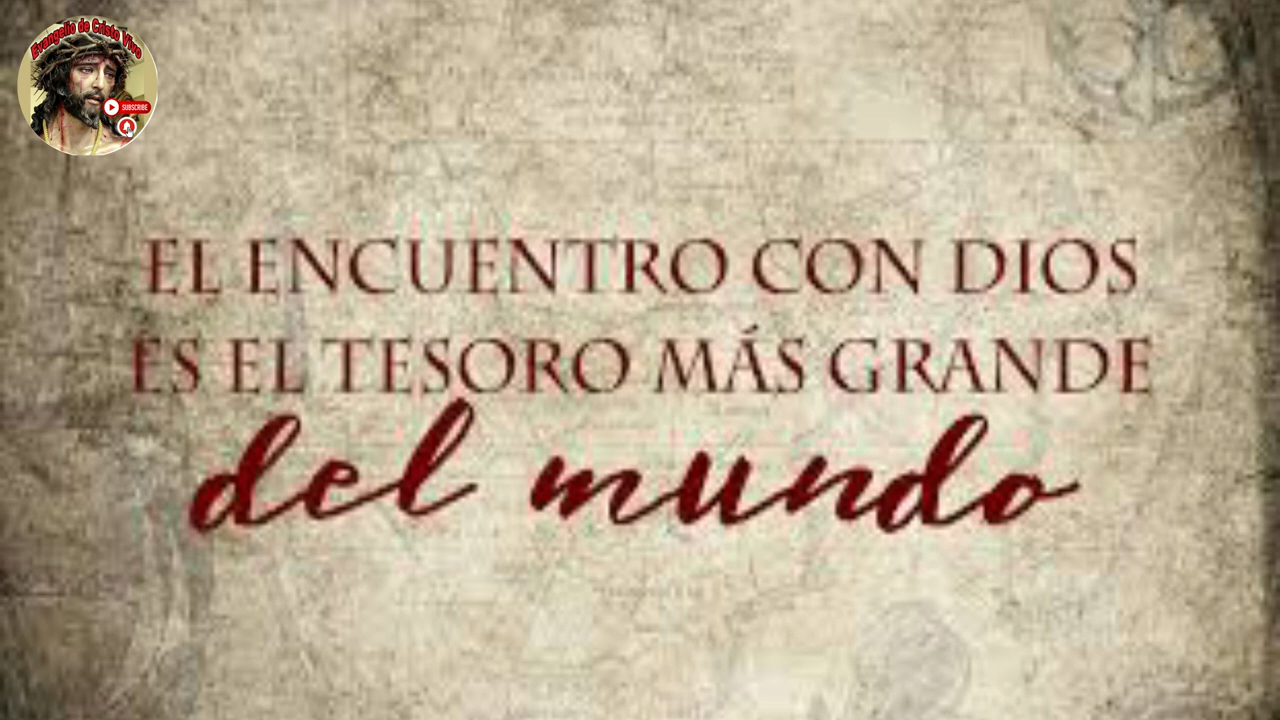 Evangelio de Cristo Vivo
SUBSCRIBE
EL ENCUENTRO CON DIOS
ES EL TESORO MÁS GRANDE
del mundo